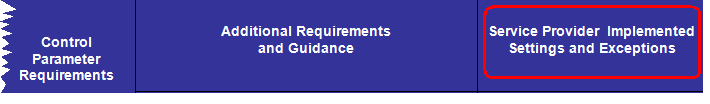 Control
Parameter
Requirements
Additional Requirements
and Guidance
Service Provider Implemented
Settings and Exceptions